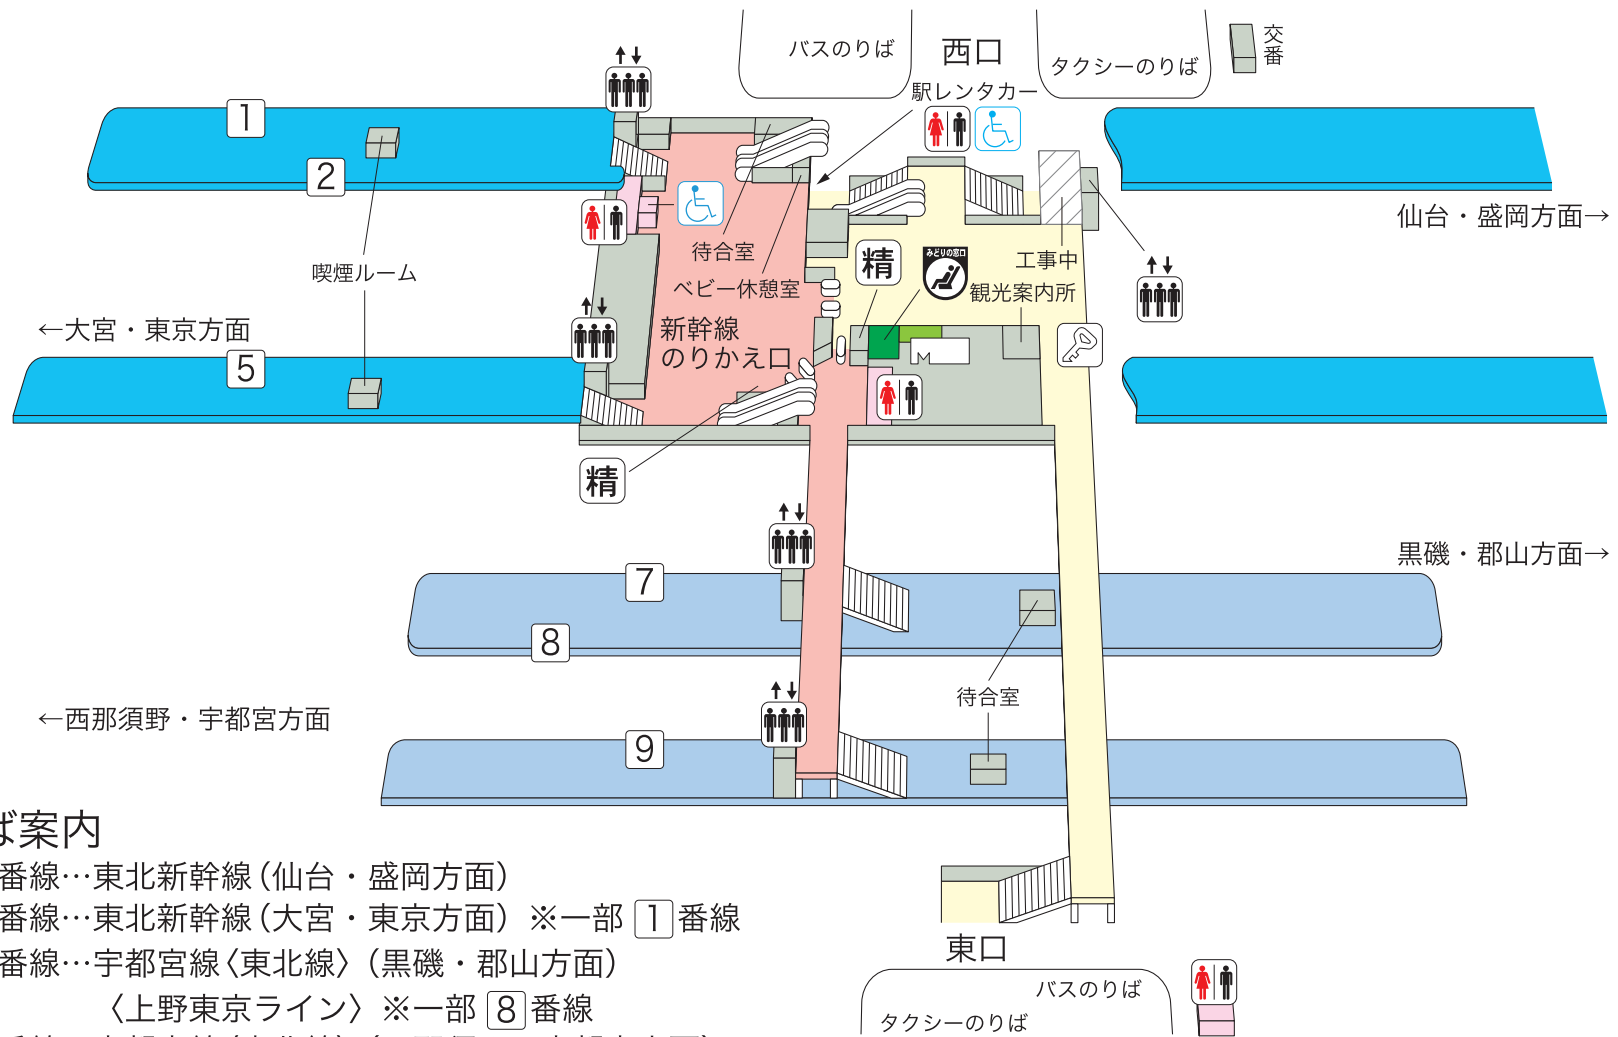 バスのりば
西口
タクシーのりば
交番
駅レンタカー
1
2
仙台・盛岡方面→
待合室
喫煙ルーム
ベビー休憩室
精
みどりの窓口
工事中
観光案内所
←大宮・東京方面
新幹線
のりかえ口
5
精
黒磯・郡山方面→
7
8
待合室
←西那須野・宇都宮方面
9
ば案内
番線…東北新幹線(仙台・盛岡方面)
番線…東北新幹線(大宮・東京方面) ※一部 1 番線
番線…宇都宮線〈東北線〉(黒磯・郡山方面)
〈上野東京ライン〉※一部 8 番線
東口
バスのりば
タクシーのりば